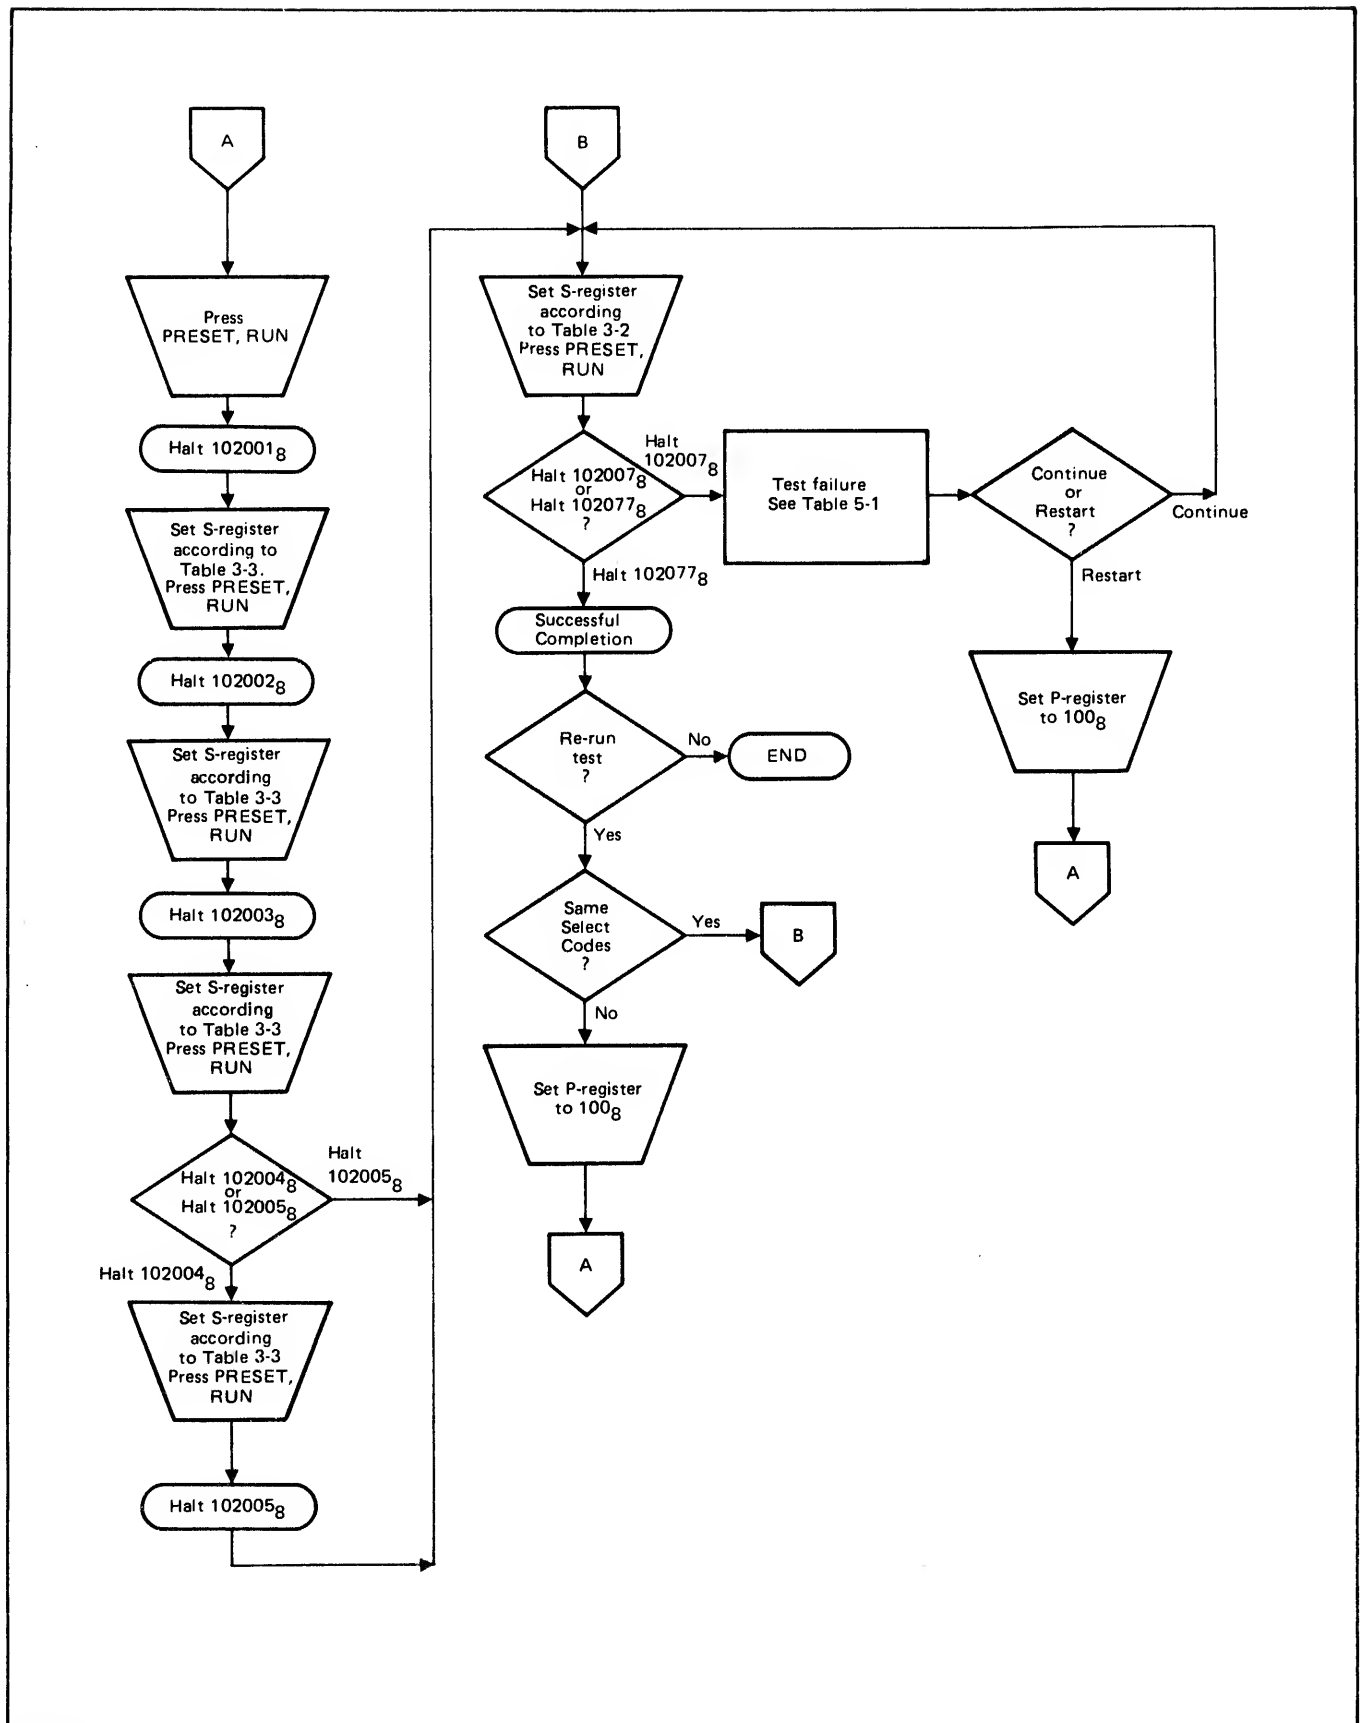 A
Press
PRESET, RUN
Halt 102001₈
Set S-register
according to
Table 3-3.
Press PRESET,
RUN
Halt 102002₈
Set S-register
according
to Table 3-3
Press PRESET,
RUN
Halt 102003₈
Set S-register
according
to Table 3-3
Press PRESET,
RUN
Halt 102004₈
or
Halt 102005₈
?
Halt
102005₈
Halt 102004₈
Set S-register
according
to Table 3-3
Press PRESET,
RUN
Halt 102005₈
B
Set S-register
according
to Table 3-2
Press PRESET,
RUN
Halt 102007₈
or
Halt 102077₈
?
Halt
102007₈
Test failure
See Table 5-1
Continue
or
Restart
?
Continue
Restart
Set P-register
to 100₈
A
Halt 102077₈
Successful
Completion
Re-run
test
?
No
END
Yes
Same
Select
Codes
?
Yes
B
No
Set P-register
to 100₈
A